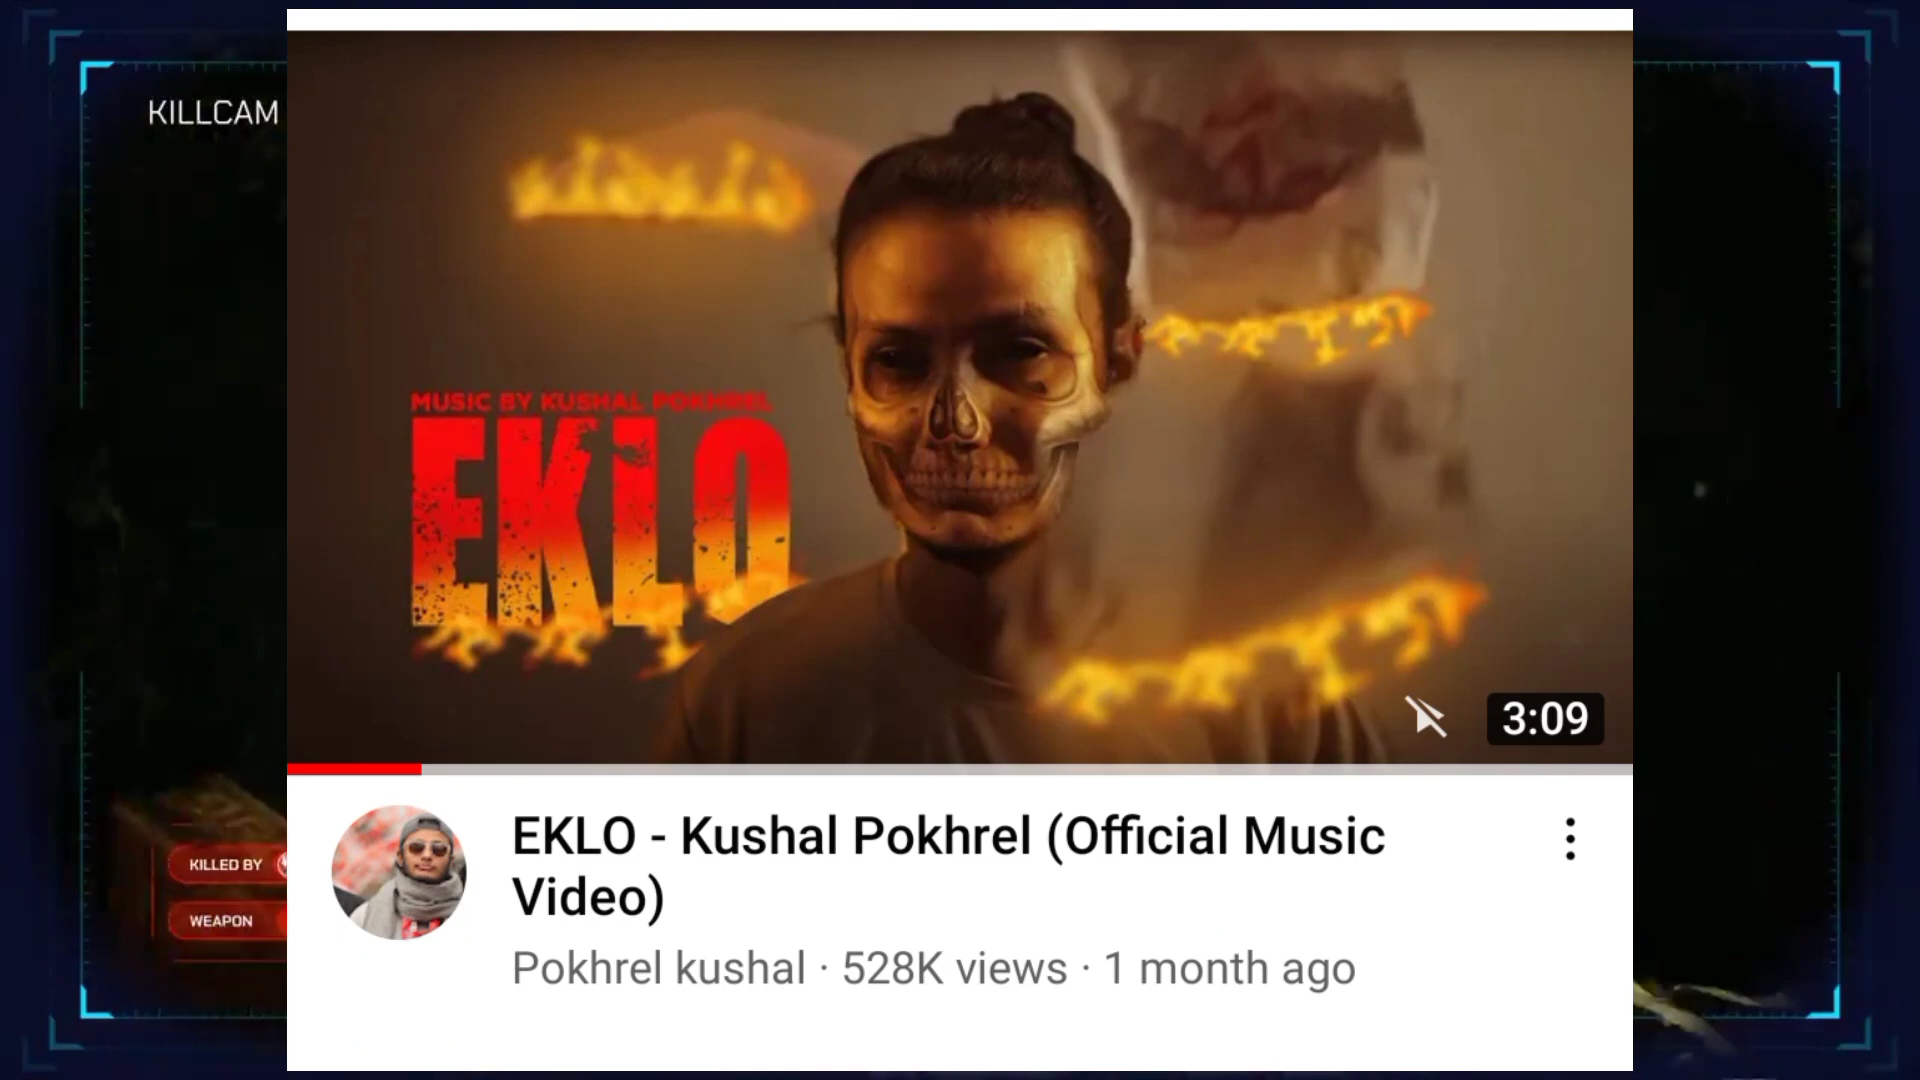 KILLCAM
MUSIC BY KUSHAL POKHREL
EKLO
3:09
EKLO - Kushal Pokhrel (Official Music
Video)
Pokhrel kushal · 528K views · 1 month ago
KILLED BY
WEAPON